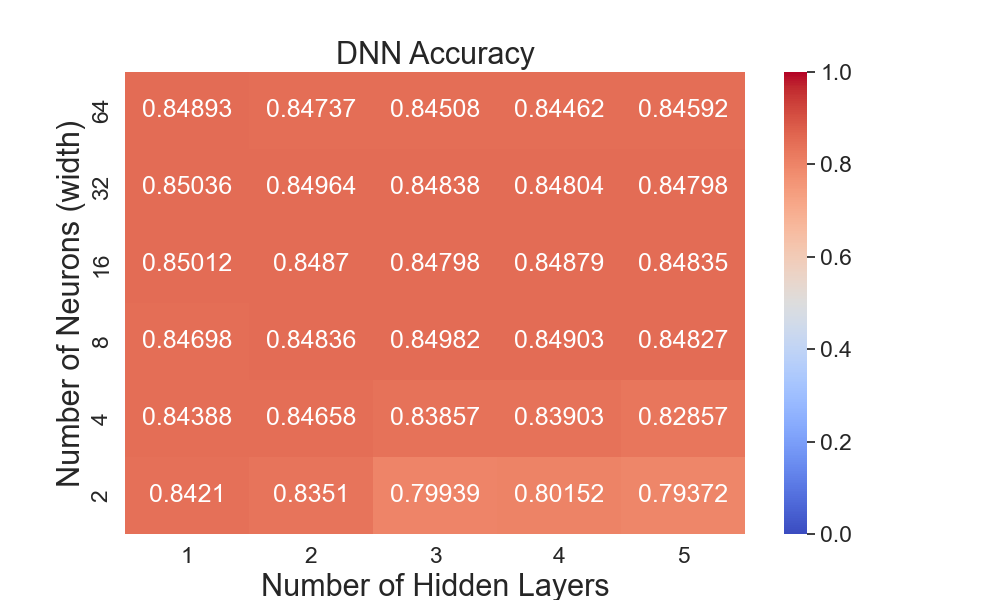 DNN Accuracy
64 0.84893 0.84737 0.84508 0.84462 0.84592
32 0.85036 0.84964 0.84838 0.84804 0.84798
16 0.85012 0.8487 0.84798 0.84879 0.84835
8 0.84698 0.84836 0.84982 0.84903 0.84827
4 0.84388 0.84658 0.83857 0.83903 0.82857
2 0.8421 0.8351 0.79939 0.80152 0.79372
1 2 3 4 5
Number of Hidden Layers
Number of Neurons (width)
1.0
0.8
0.6
0.4
0.2
0.0